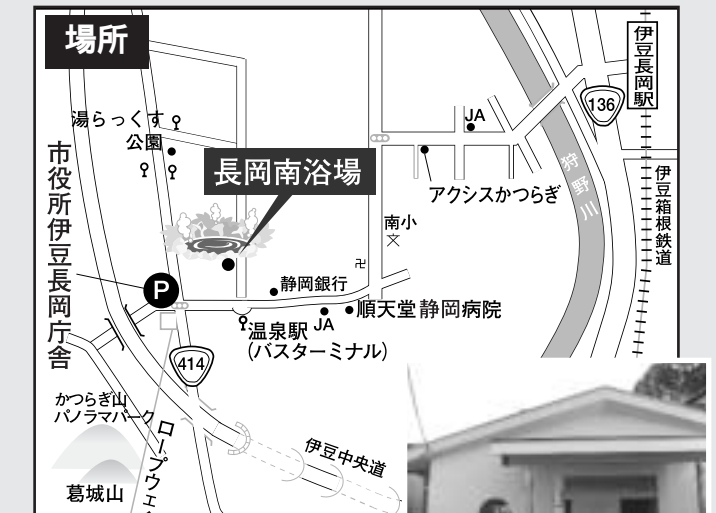 場所
伊豆長岡駅
136
湯らっくす
公園
JA
長岡南浴場
市役所伊豆長岡庁舎
アクシスかつらぎ
狩野川
伊豆箱根鉄道
南小
文
卍
P
静岡銀行
順天堂静岡病院
JA
温泉駅
(バスターミナル)
414
かつらぎ山
パノラマパーク
ロープウェイ
伊豆中央道
葛城山